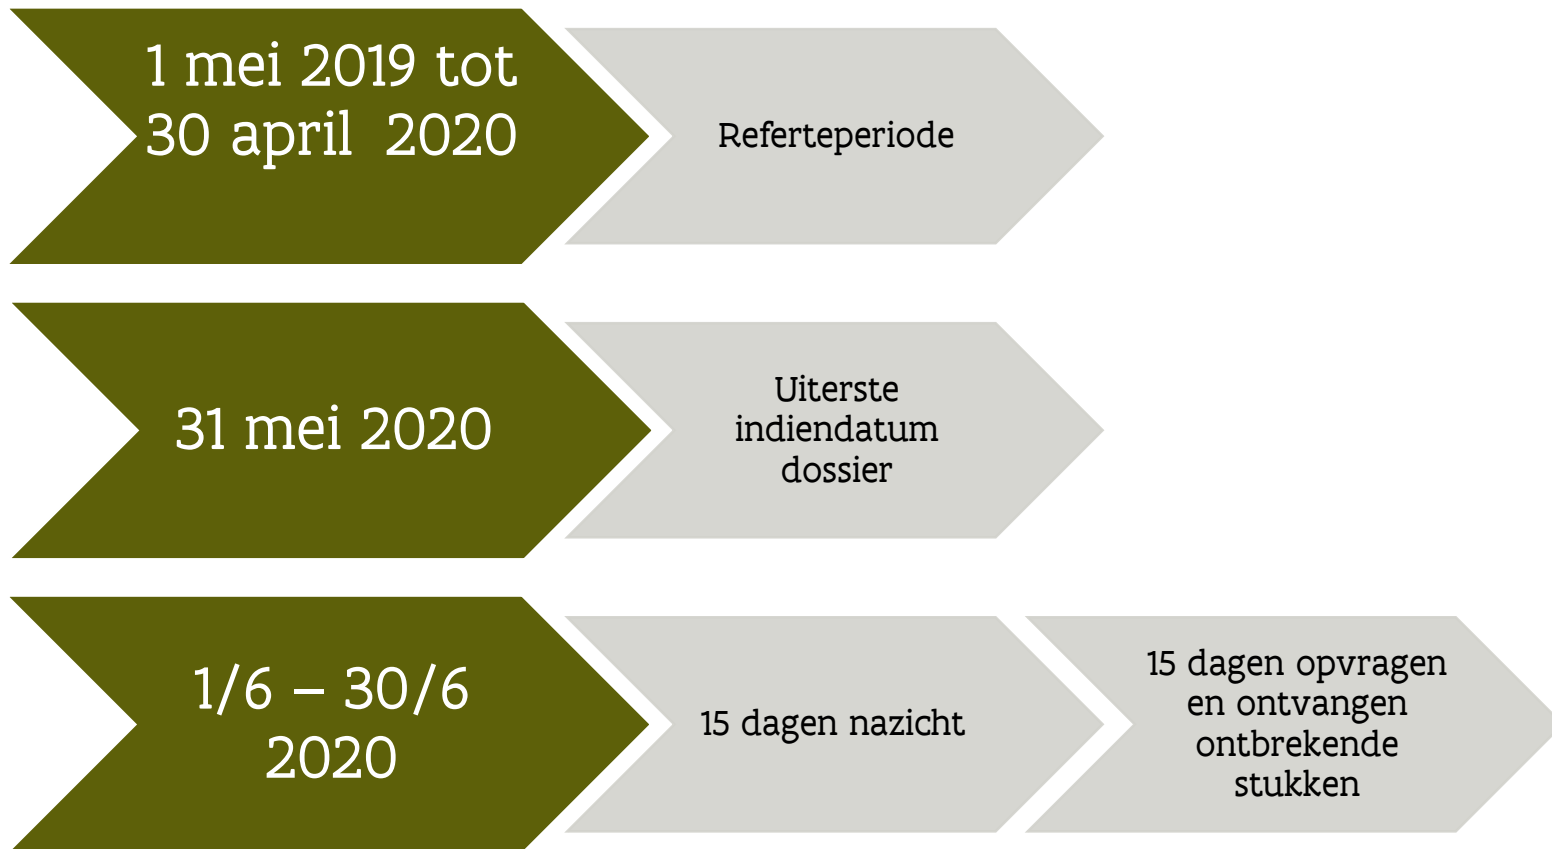 1 mei 2019 tot
30 april 2020
Referteperiode
31 mei 2020
Uiterste
indiendatum
dossier
1/6 – 30/6
2020
15 dagen nazicht
15 dagen opvragen
en ontvangen
ontbrekende
stukken